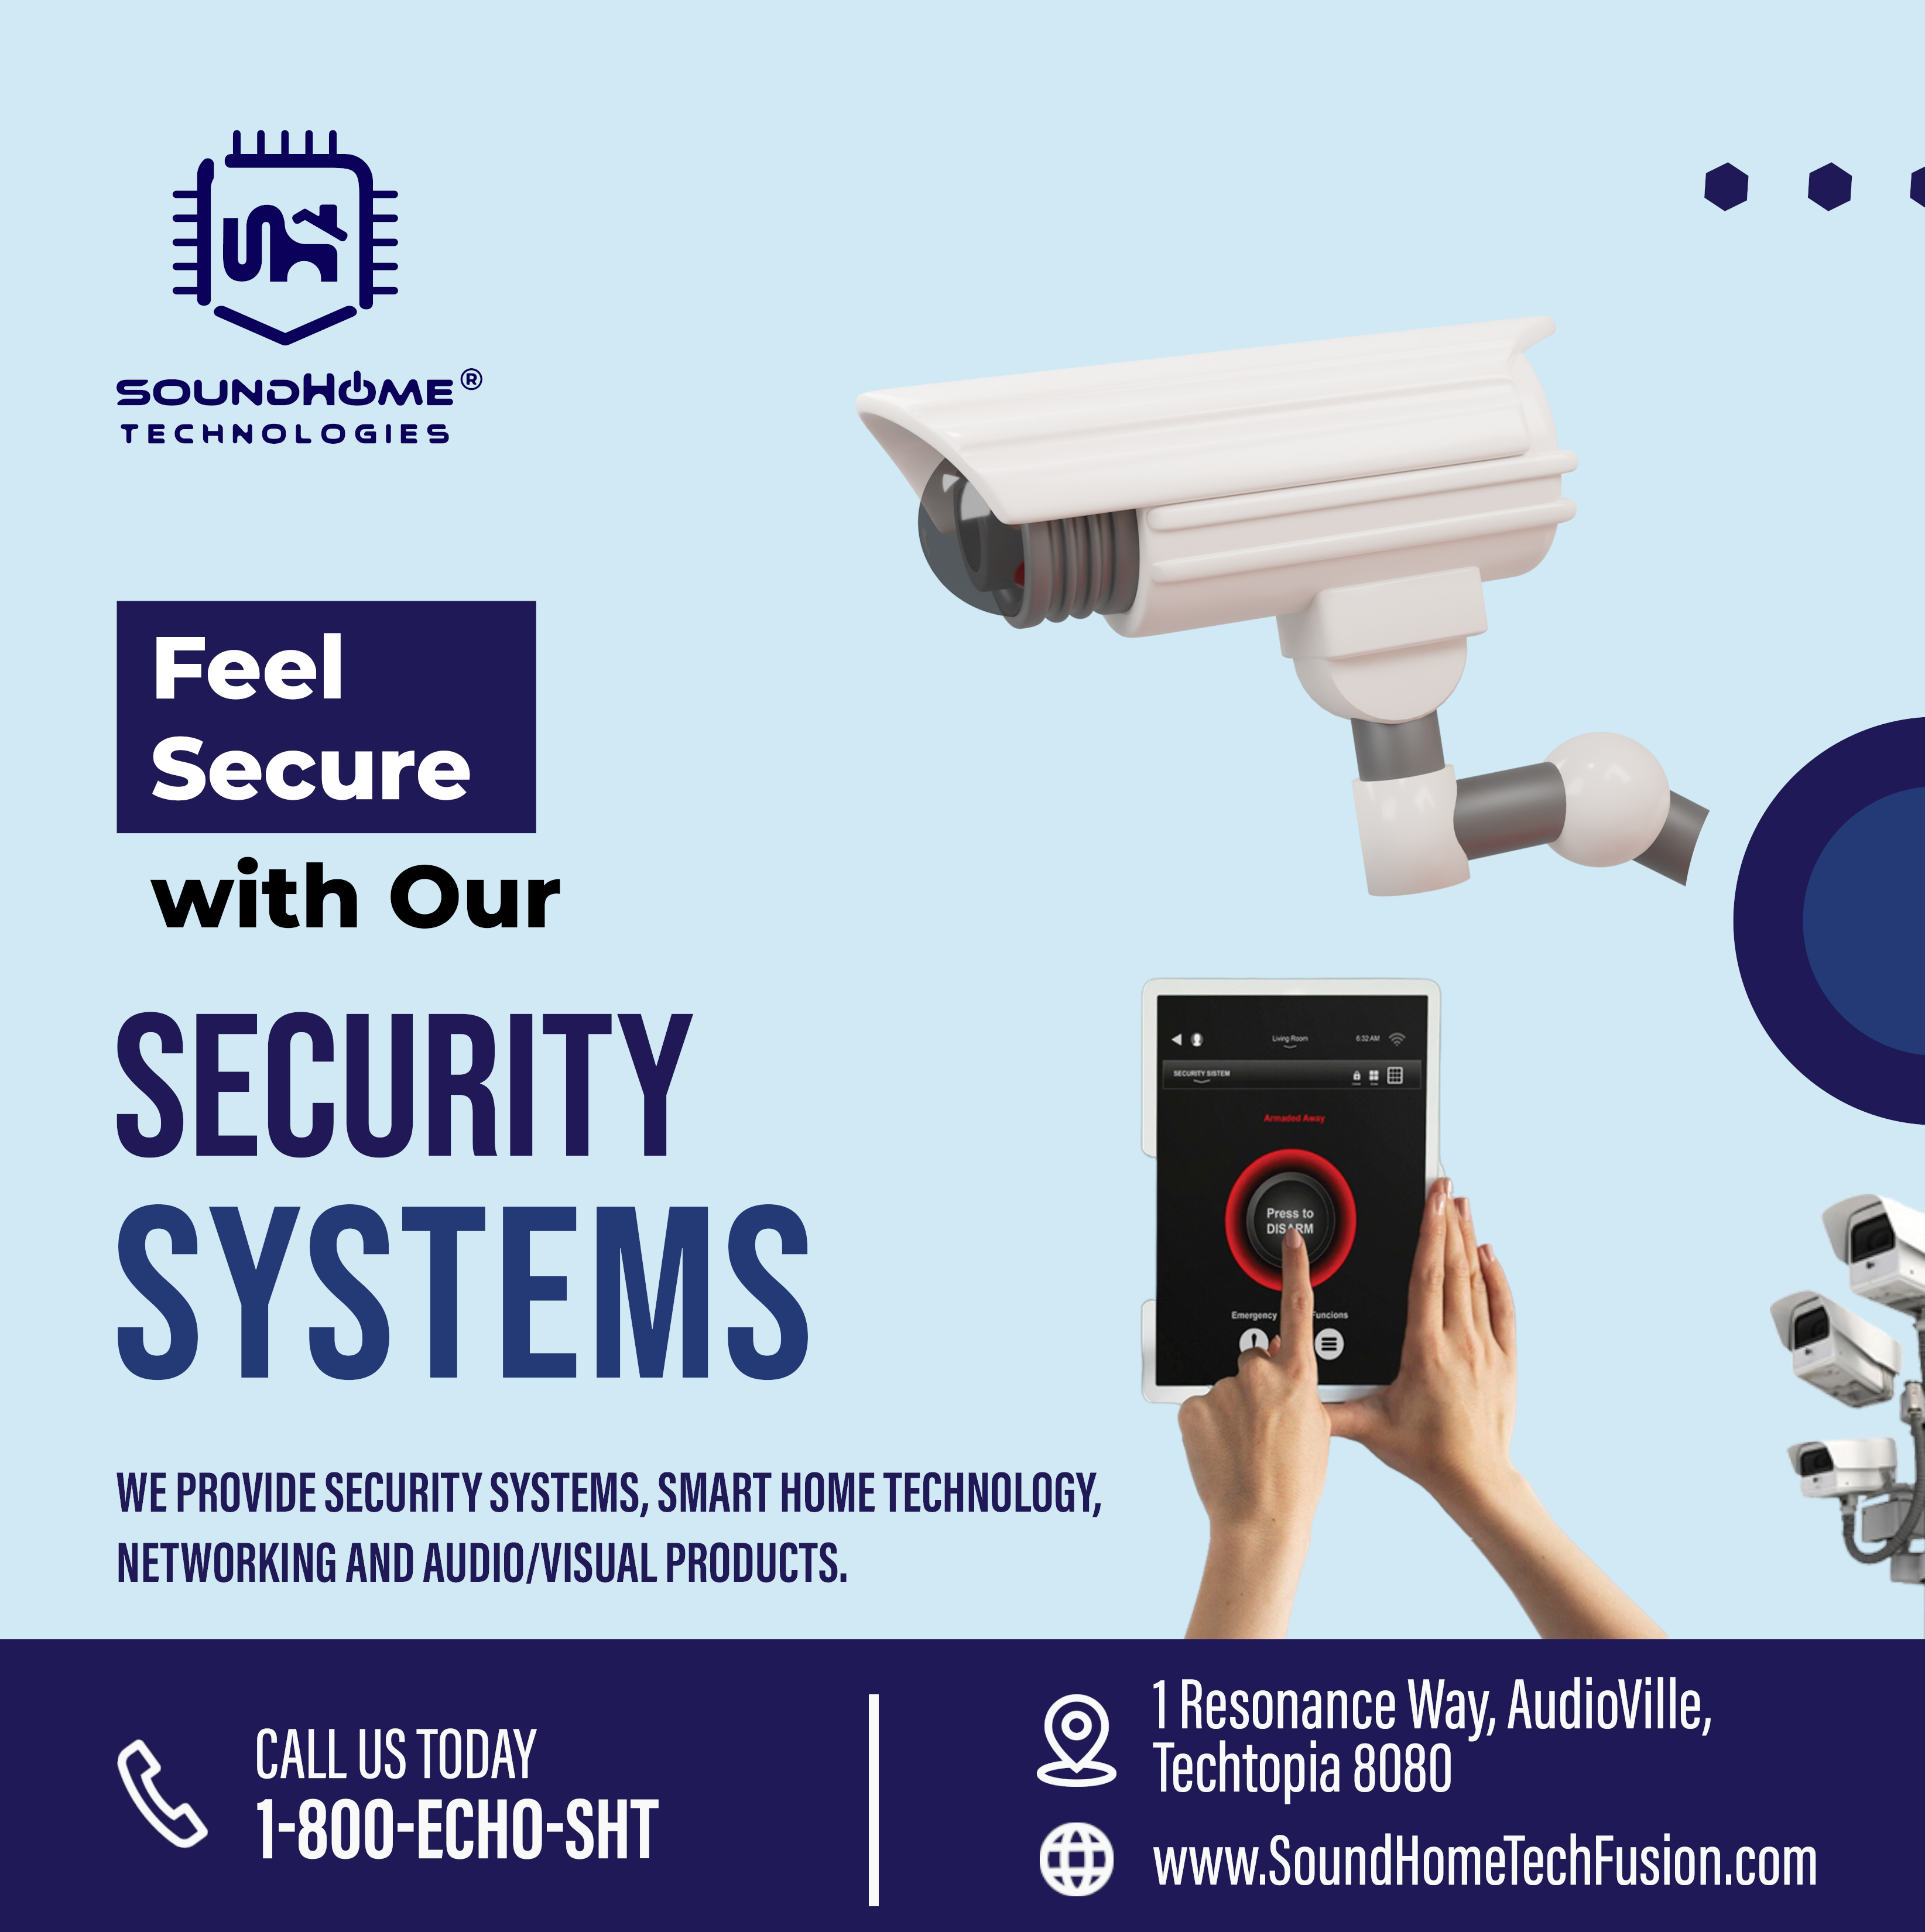 SOUNDHOME®
TECHNOLOGIES
Feel
Secure
with Our
SECURITY
SYSTEMS
WE PROVIDE SECURITY SYSTEMS, SMART HOME TECHNOLOGY,
NETWORKING AND AUDIO/VISUAL PRODUCTS.
Living Room
6:32 AM
SECURITY SISTEM
Armaded Away
Press to
DISARM
Emergency
Funcions
CALL US TODAY
1-800-ECHO-SHT
1 Resonance Way, AudioVille,
Techtopia 8080
www.SoundHomeTechFusion.com